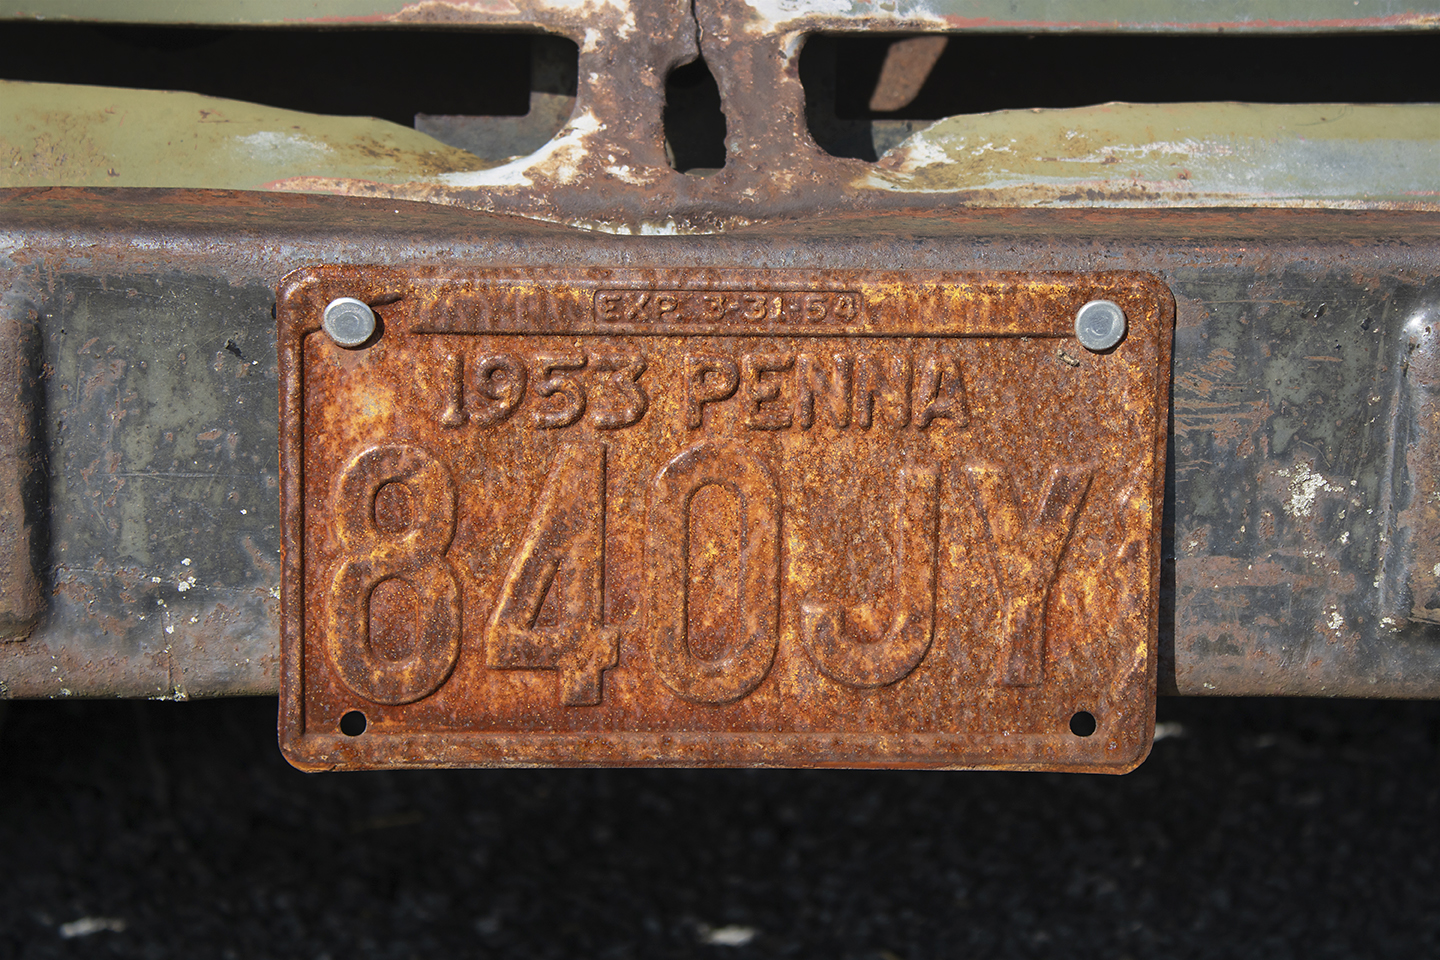 EXP. 3-31-54
1953 PENNA
840JY